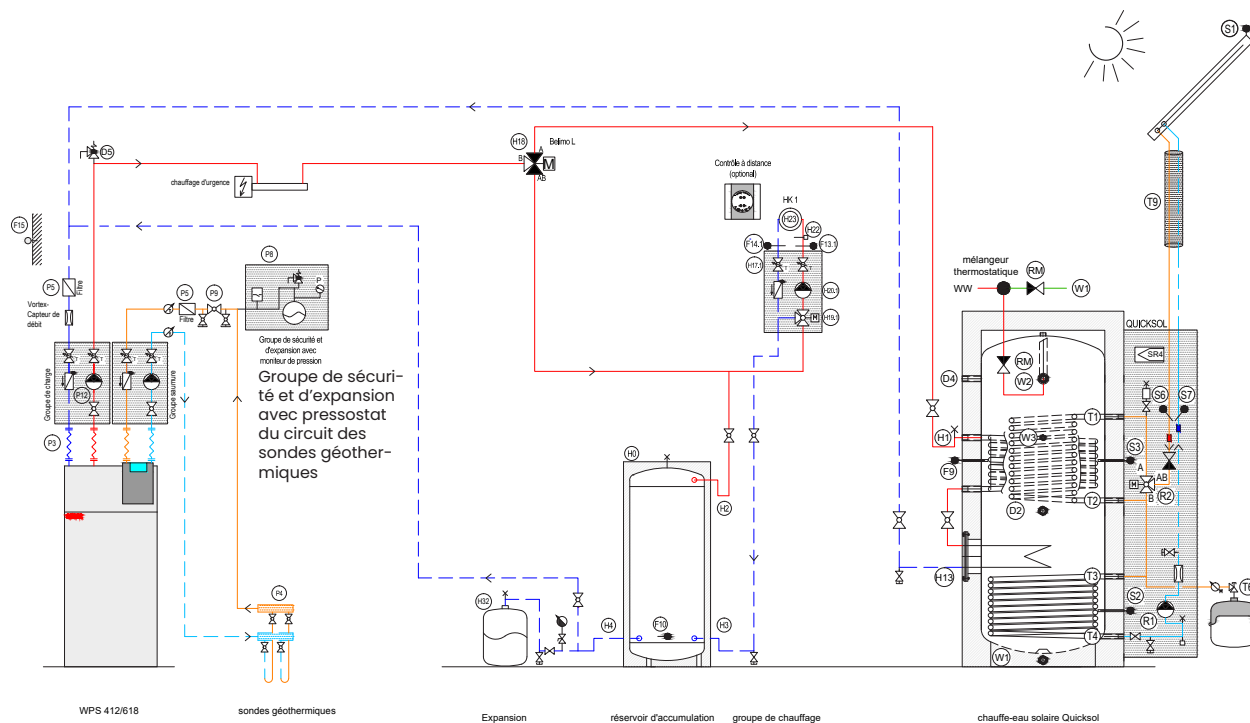 S1
Belimo L
H18
A
B
M
AB
D5
chauffage d'urgence
Contrôle à distance
(optional)
HK 1
H23
H22
F14.1
F13.1
H17.1
T
T
H20.1
H19.1
M
F15
P5
Filtre
Vortex-
Capteur de
débit
P5
Filtre
P9
P8
P
Groupe de sécurité et
d'expansion avec
moniteur de pression
Groupe de sécuri-
té et d'expansion
avec pressostat
du circuit des
sondes géother-
miques
Groupe de charge
T
T
P12
T
T
Groupe saumure
P3
P4
T9
mélangeur
thermostatique
RM
WW
W1
QUICKSOL
SR4
RM
W2
D4
S6
S7
T1
H1
W3
S3
F9
A
AB
M
B
R2
T2
D2
H13
T3
S2
R1
T6
T4
W1
H0
H2
H32
H4
F10
H3
WPS 412/618
sondes géothermiques
Expansion
réservoir d'accumulation
groupe de chauffage
chauffe-eau solaire Quicksol